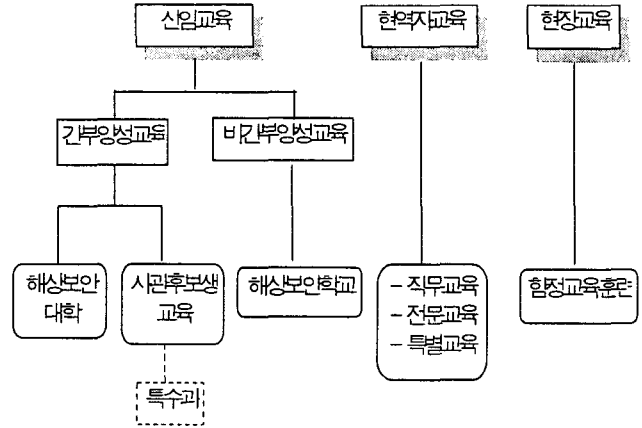 신임교육
현역자교육
현장교육
간부양성교육
비간부양성교육
해상보안
대학
사관후보생
교육
해상보안학교
- 직무교육
- 전문교육
- 특별교육
함정교육훈련
특수과